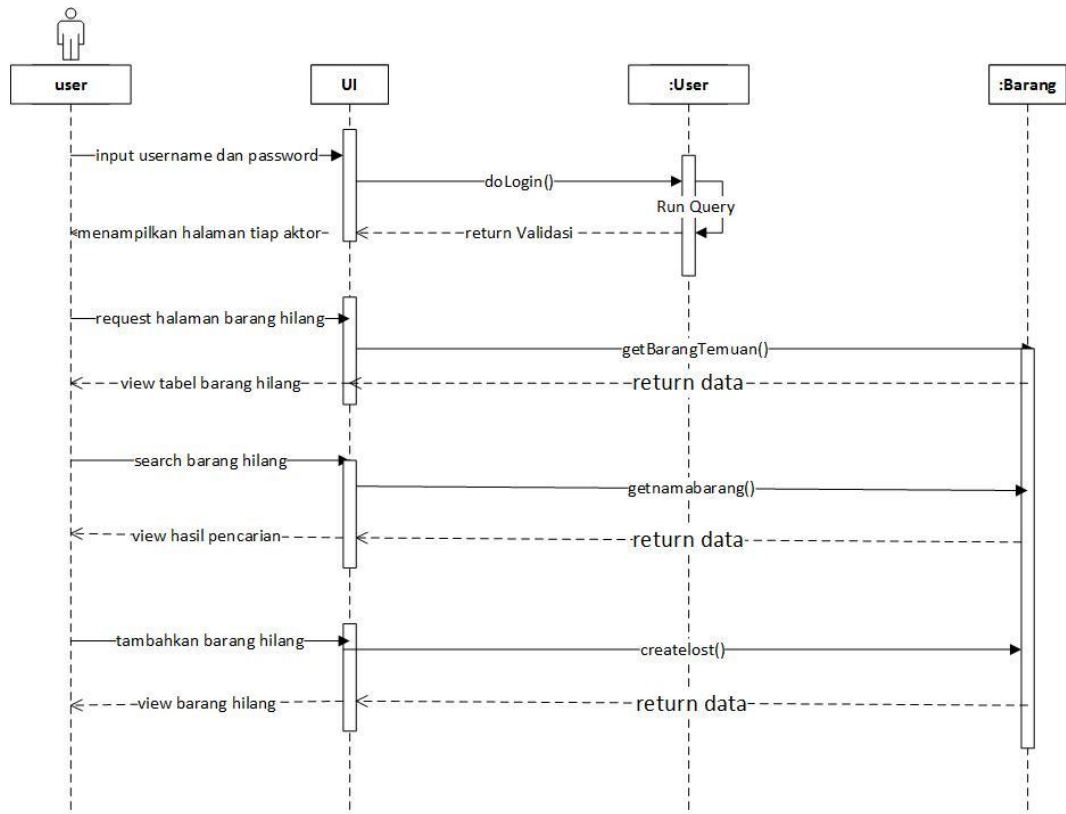 user
UI
:User
:Barang
input username dan password
doLogin()
Run Query
menampilkan halaman tiap aktor
return Validasi
request halaman barang hilang
getBarangTemuan()
view tabel barang hilang
return data
search barang hilang
getnamabarang()
view hasil pencarian
return data
tambahkan barang hilang
createlost()
view barang hilang
return data